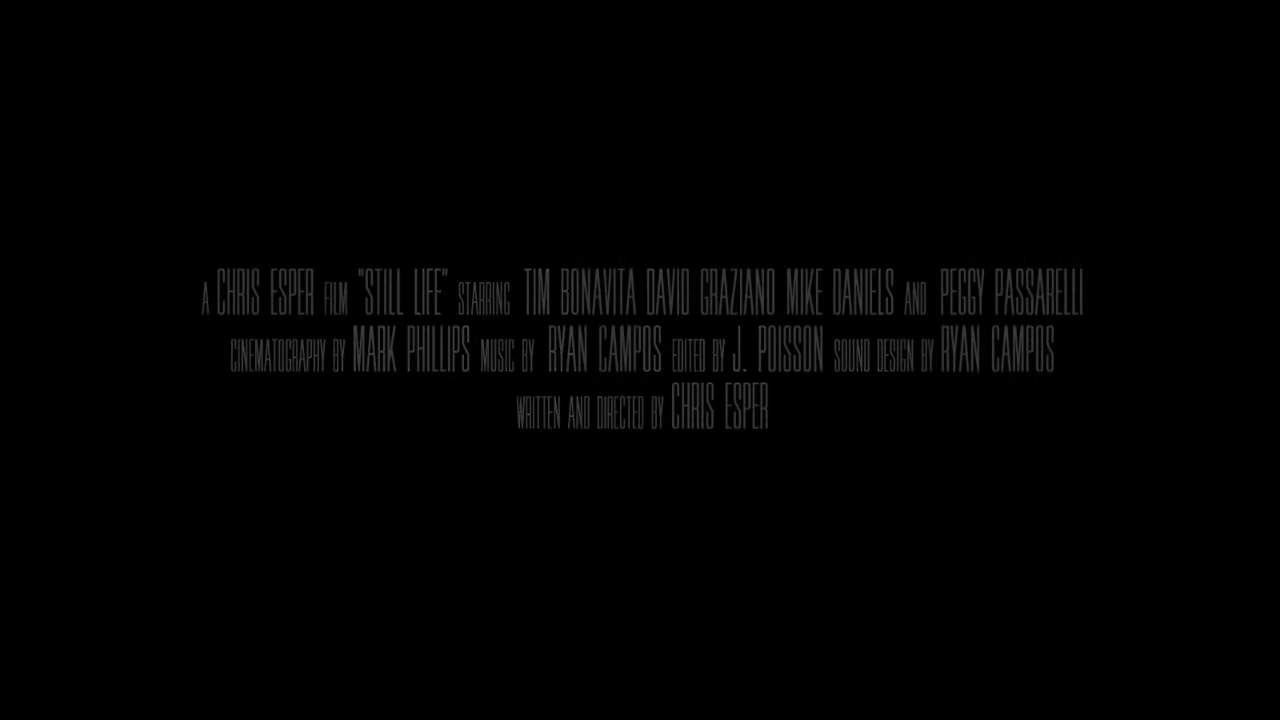 A CHRIS ESPER FILM "STILL LIFE" STARRING TIM BONAVITA DAVID GRAZIANO MIKE DANIELS AND PEGGY PASSARELLI
CINEMATOGRAPHY BY MARK PHILLIPS MUSIC BY RYAN CAMPOS EDITED BY J. POISSON SOUND DESIGN BY RYAN CAMPOS
WRITTEN AND DIRECTED BY CHRIS ESPER